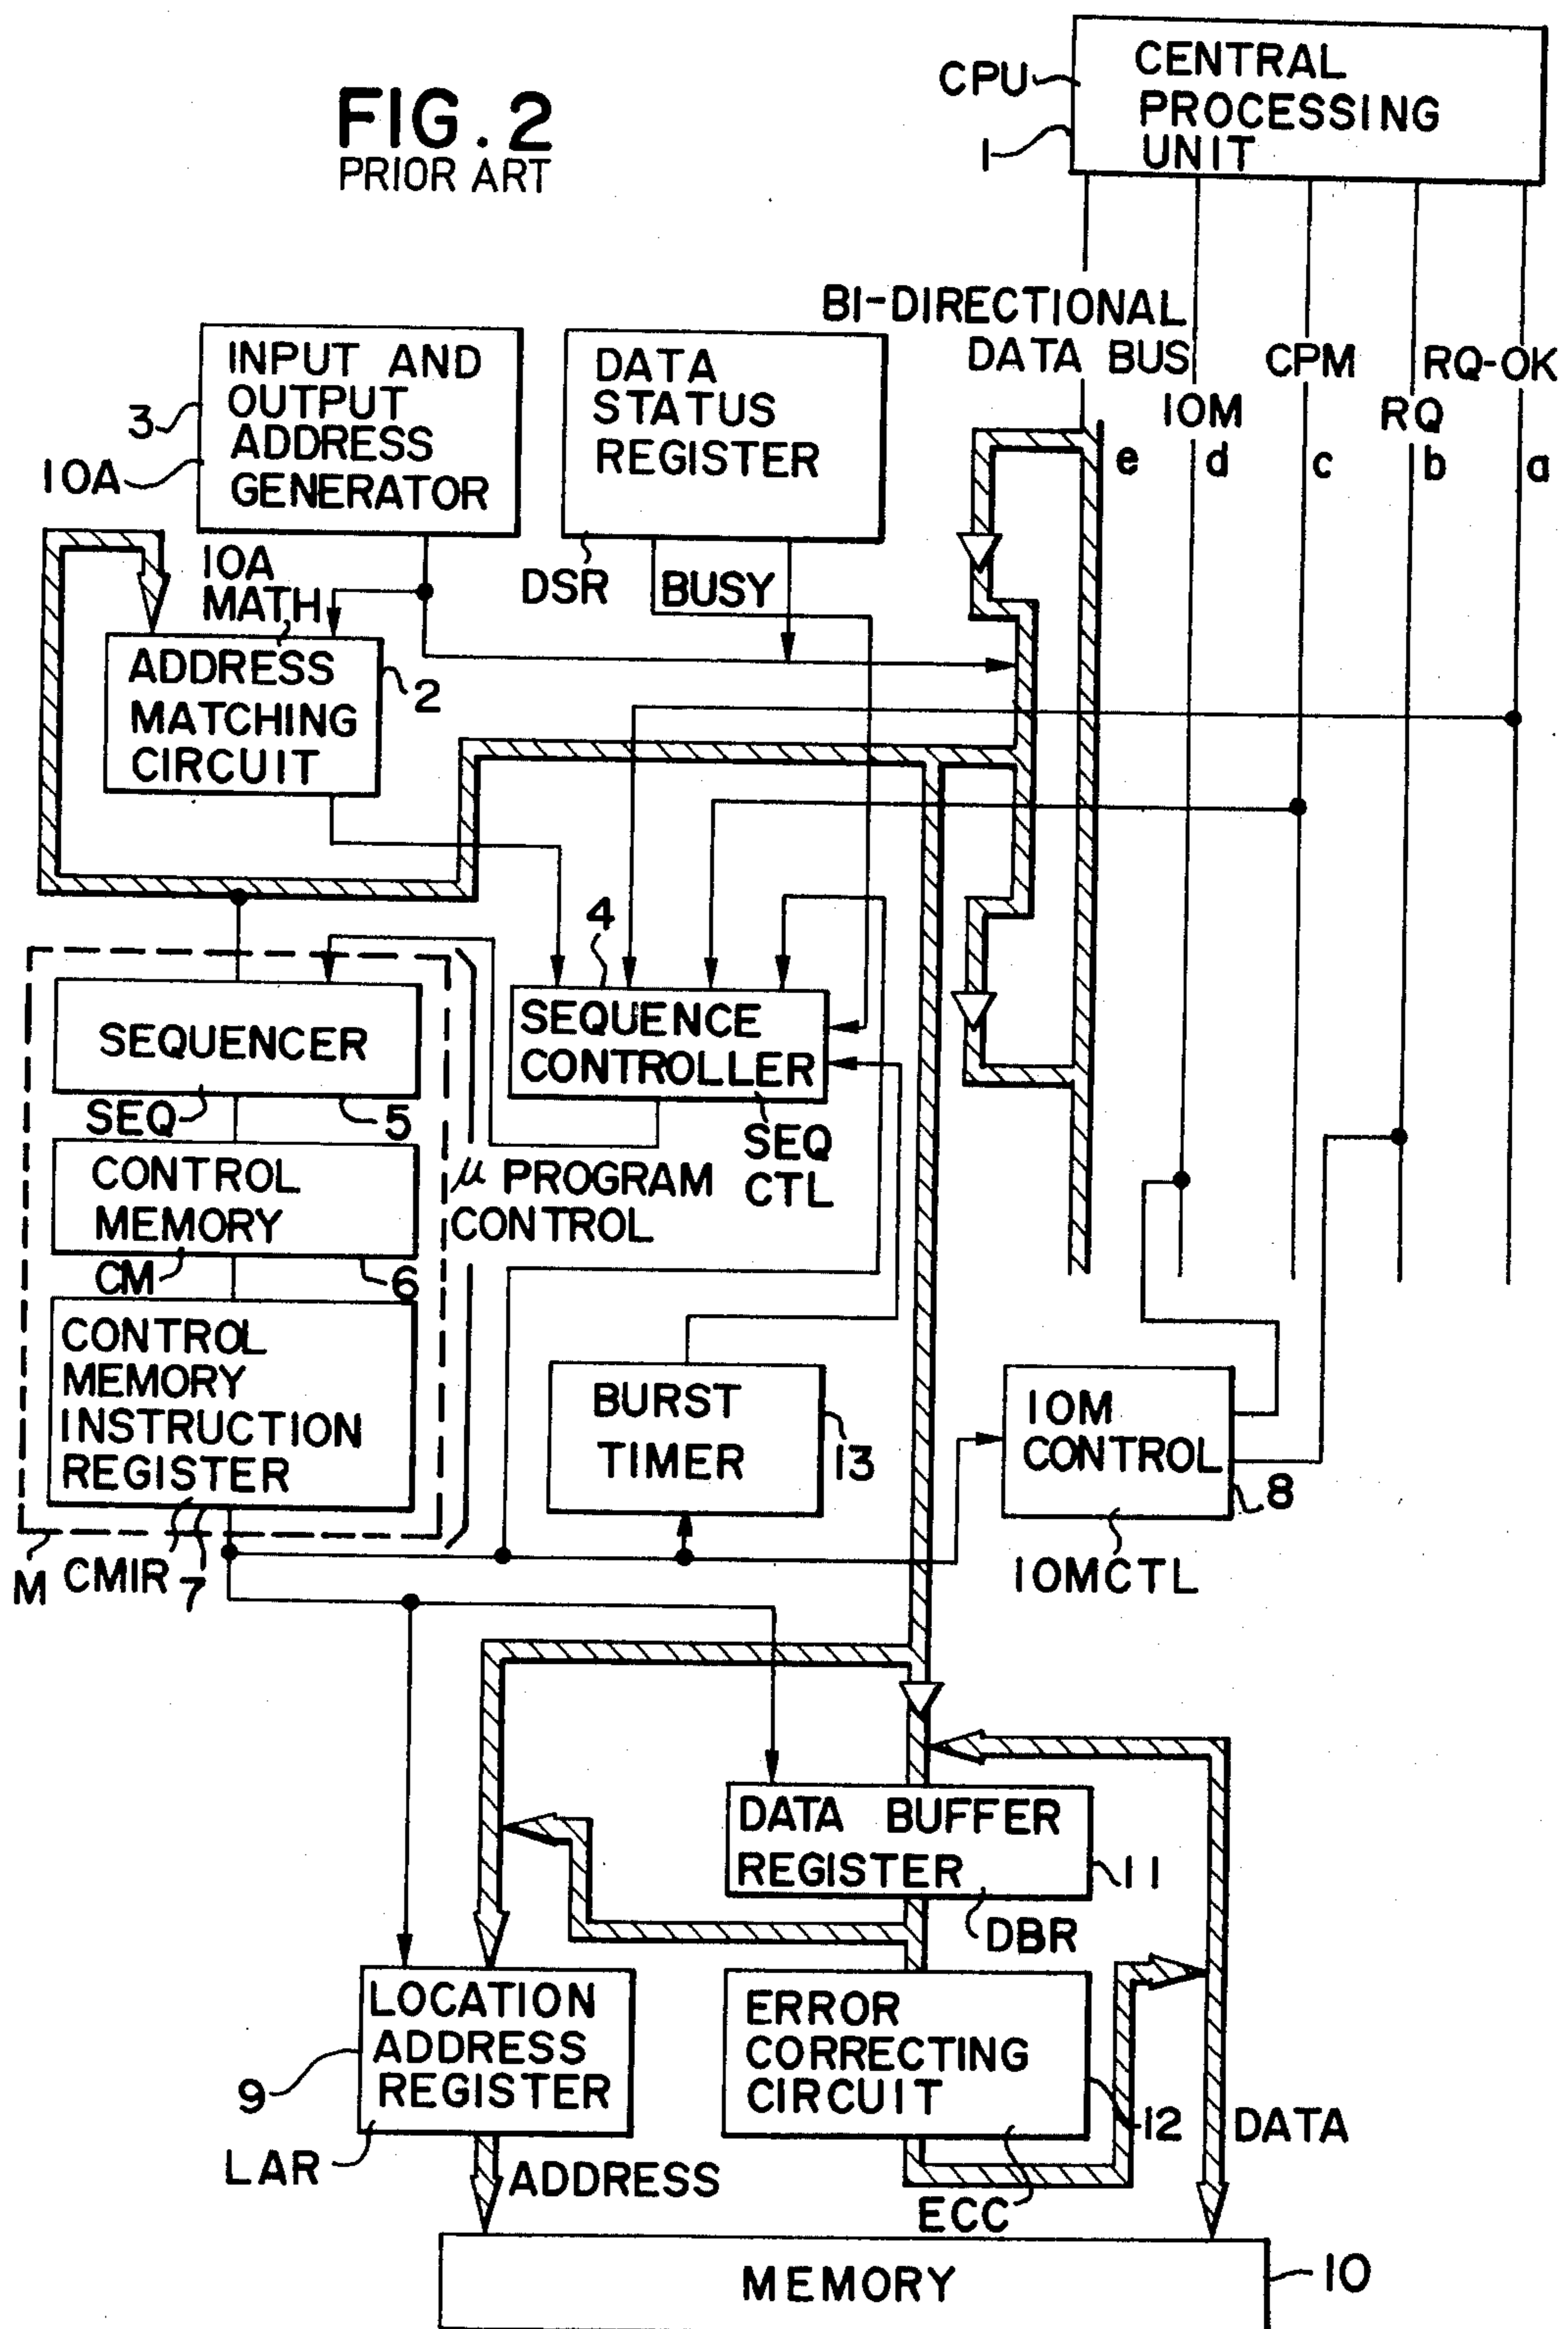 FIG.2
PRIOR ART
CPU
1
CENTRAL
PROCESSING
UNIT
BI-DIRECTIONAL
DATA BUS
IOM
CPM
RQ
RQ-OK
e
d
c
b
a
3
IOA
INPUT AND
OUTPUT
ADDRESS
GENERATOR
DATA
STATUS
REGISTER
DSR
BUSY
IOA
MATH
ADDRESS
MATCHING
CIRCUIT
2
4
SEQUENCE
CONTROLLER
SEQ
CTL
SEQUENCER
SEQ
5
CONTROL
MEMORY
CM
6
μ PROGRAM
CONTROL
CONTROL
MEMORY
INSTRUCTION
REGISTER
M
CMIR
7
BURST
TIMER
13
IOM
CONTROL
8
IOMCTL
DATA BUFFER
REGISTER
11
DBR
LOCATION
ADDRESS
REGISTER
9
LAR
ERROR
CORRECTING
CIRCUIT
12
ECC
DATA
ADDRESS
MEMORY
10